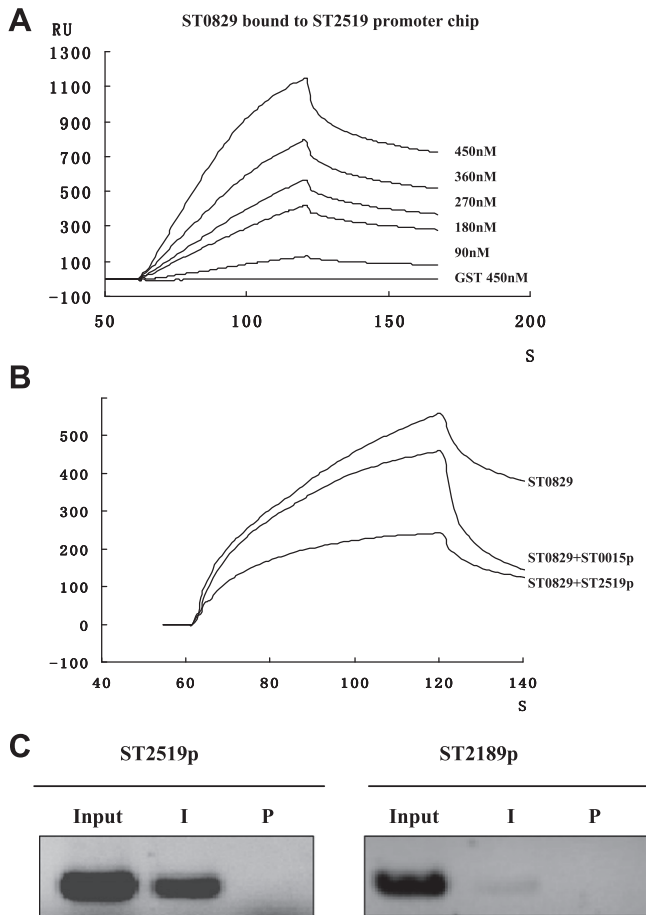 A
ST0829 bound to ST2519 promoter chip
RU
1300
1100
900
700
500
300
100
-100
450nM
360nM
270nM
180nM
90nM
GST 450nM
50
100
150
200
S
B
500
400
300
200
100
0
-100
ST0829
ST0829+ST0015p
ST0829+ST2519p
40
60
80
100
120
140
S
C
ST2519p
ST2189p
Input I P
Input I P